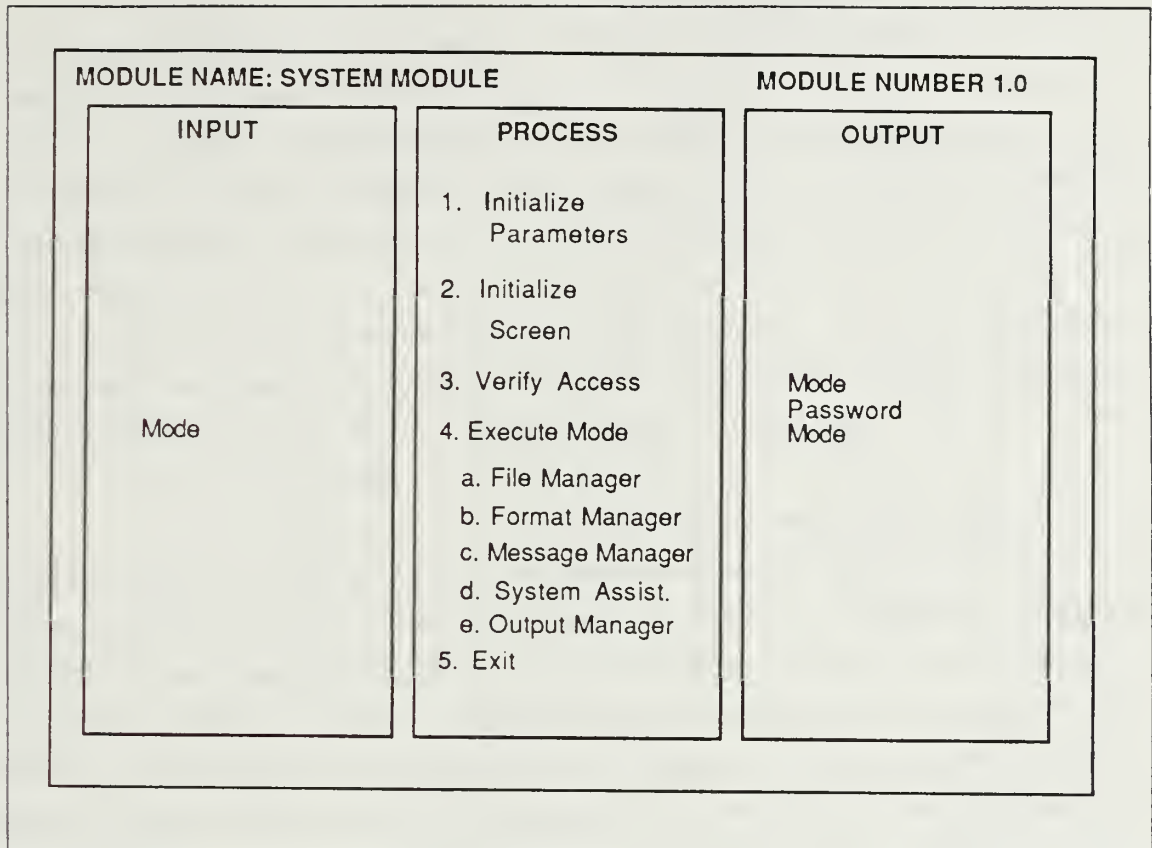 MODULE NAME: SYSTEM MODULE
MODULE NUMBER 1.0
INPUT
Mode
PROCESS
1. Initialize
Parameters
2. Initialize
Screen
3. Verify Access
4. Execute Mode
a. File Manager
b. Format Manager
c. Message Manager
d. System Assist.
e. Output Manager
5. Exit
OUTPUT
Mode
Password
Mode